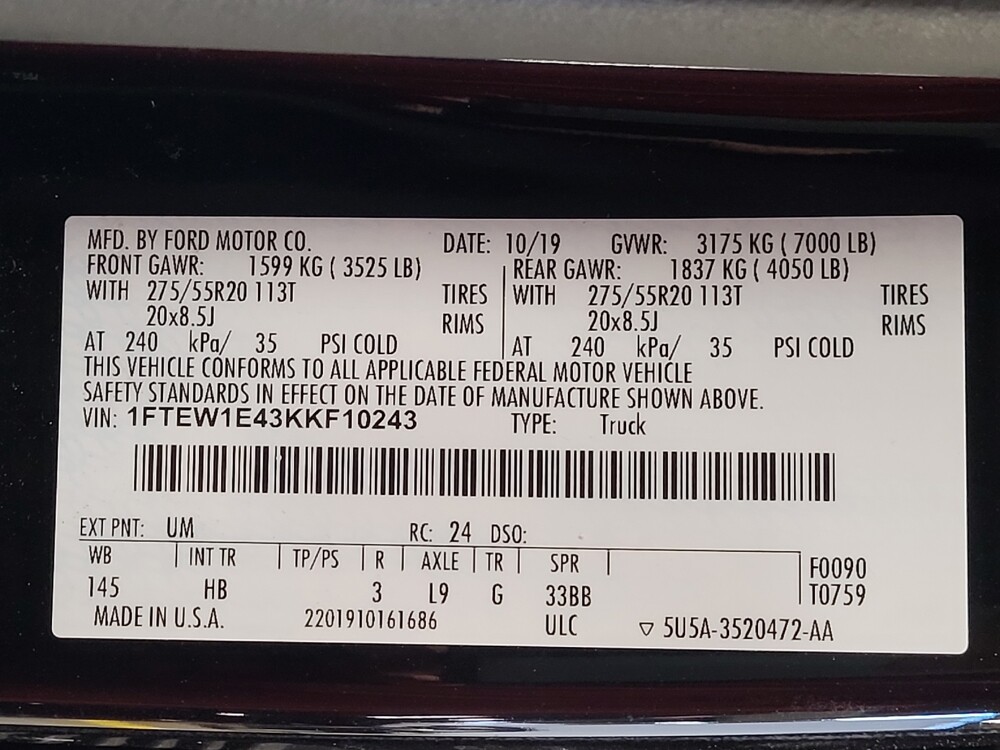 MFD. BY FORD MOTOR CO. DATE: 10/19 GVWR: 3175 KG ( 7000 LB)
FRONT GAWR: 1599 KG ( 3525 LB) REAR GAWR: 1837 KG ( 4050 LB)
WITH 275/55R20 113T TIRES WITH 275/55R20 113T TIRES
20x8.5J RIMS 20x8.5J RIMS
AT 240 kPa/ 35 PSI COLD AT 240 kPa/ 35 PSI COLD
THIS VEHICLE CONFORMS TO ALL APPLICABLE FEDERAL MOTOR VEHICLE
SAFETY STANDARDS IN EFFECT ON THE DATE OF MANUFACTURE SHOWN ABOVE.
VIN: 1FTEW1E43KKF10243 TYPE: Truck
EXT PNT: UM RC: 24 DSO:
WB INT TR TP/PS R AXLE TR SPR F0090
145 HB 3 L9 G 33BB T0759
MADE IN U.S.A. 2201910161686 ULC ▽ 5U5A-3520472-AA